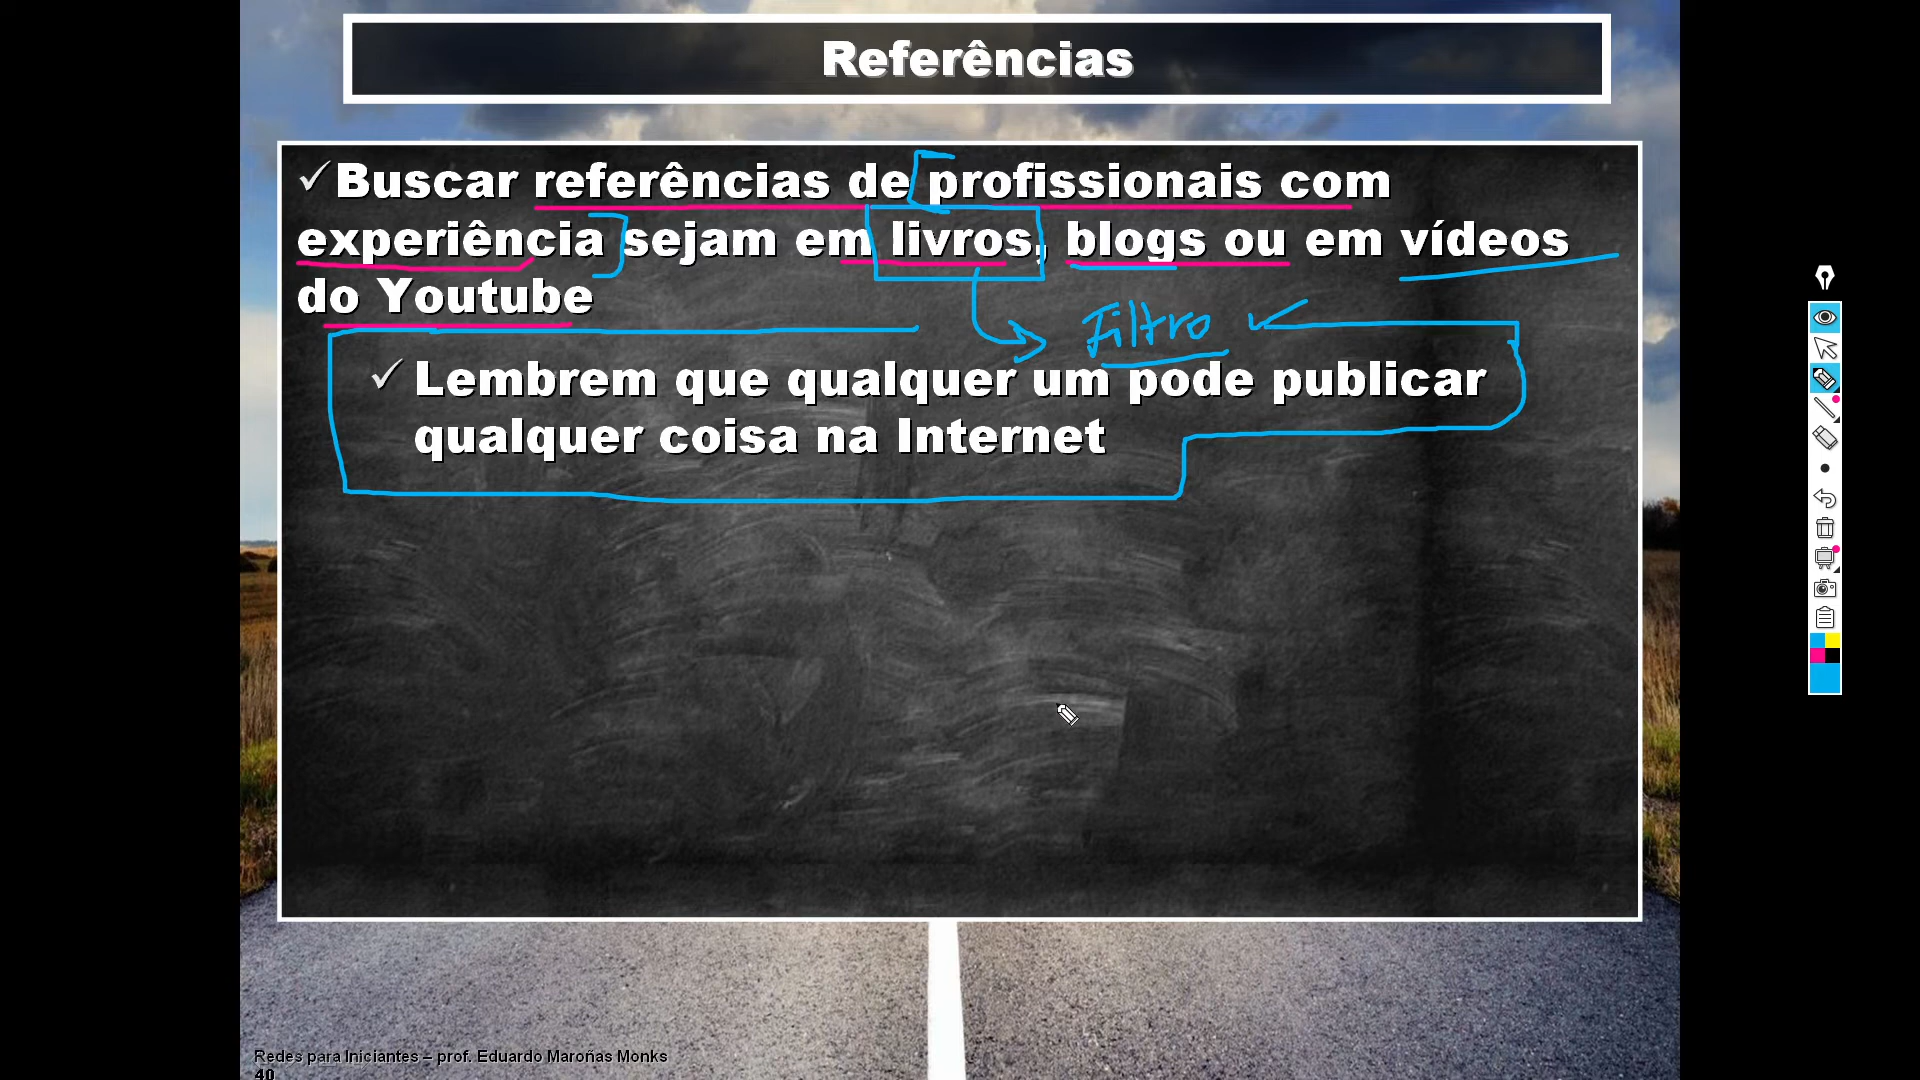 Referências
Buscar referências de profissionais com
experiência sejam em livros, blogs ou em vídeos
do Youtube
Filtro
Lembrem que qualquer um pode publicar
qualquer coisa na Internet
Redes para Iniciantes – prof. Eduardo Maroñas Monks
40